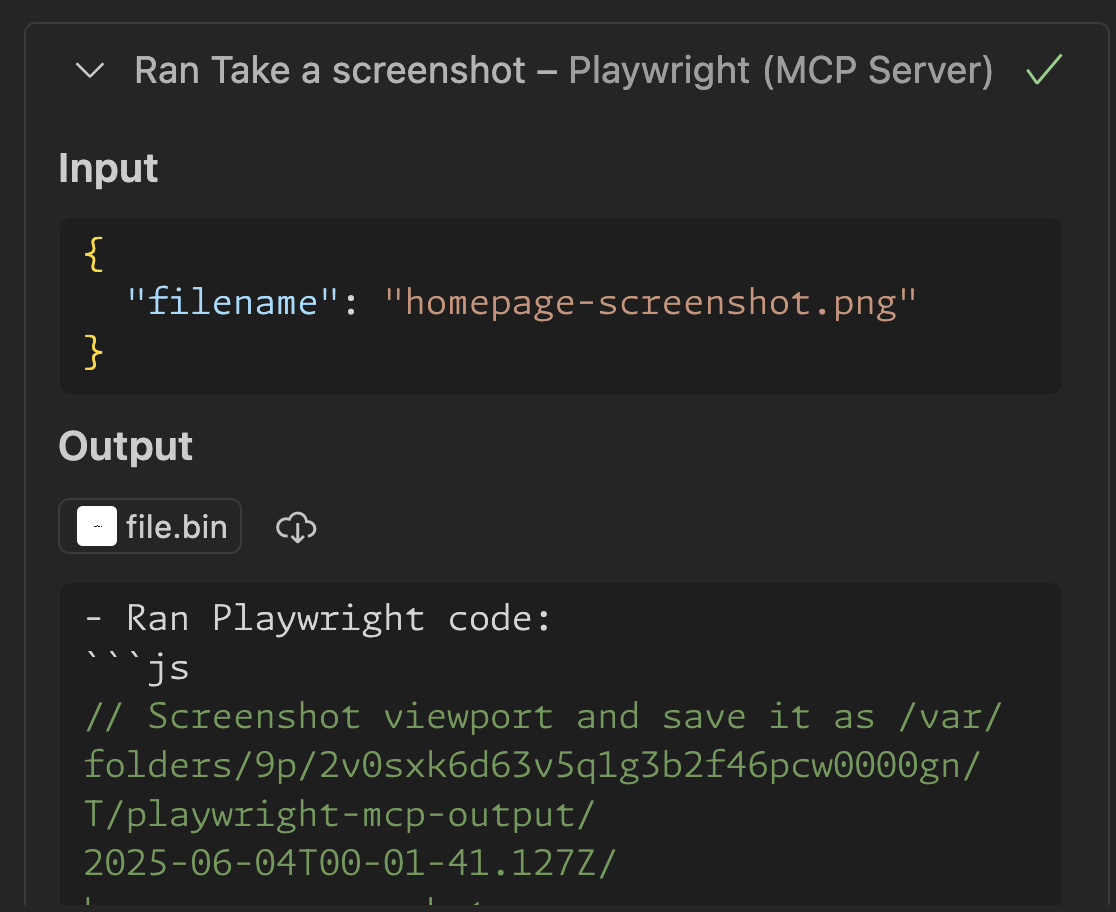 Ran Take a screenshot – Playwright (MCP Server)
Input
{
"filename": "homepage-screenshot.png"
}
Output
file.bin
- Ran Playwright code:
```js
// Screenshot viewport and save it as /var/
folders/9p/2v0sxk6d63v5q1g3b2f46pcw0000gn/
T/playwright-mcp-output/
2025-06-04T00-01-41.127Z/